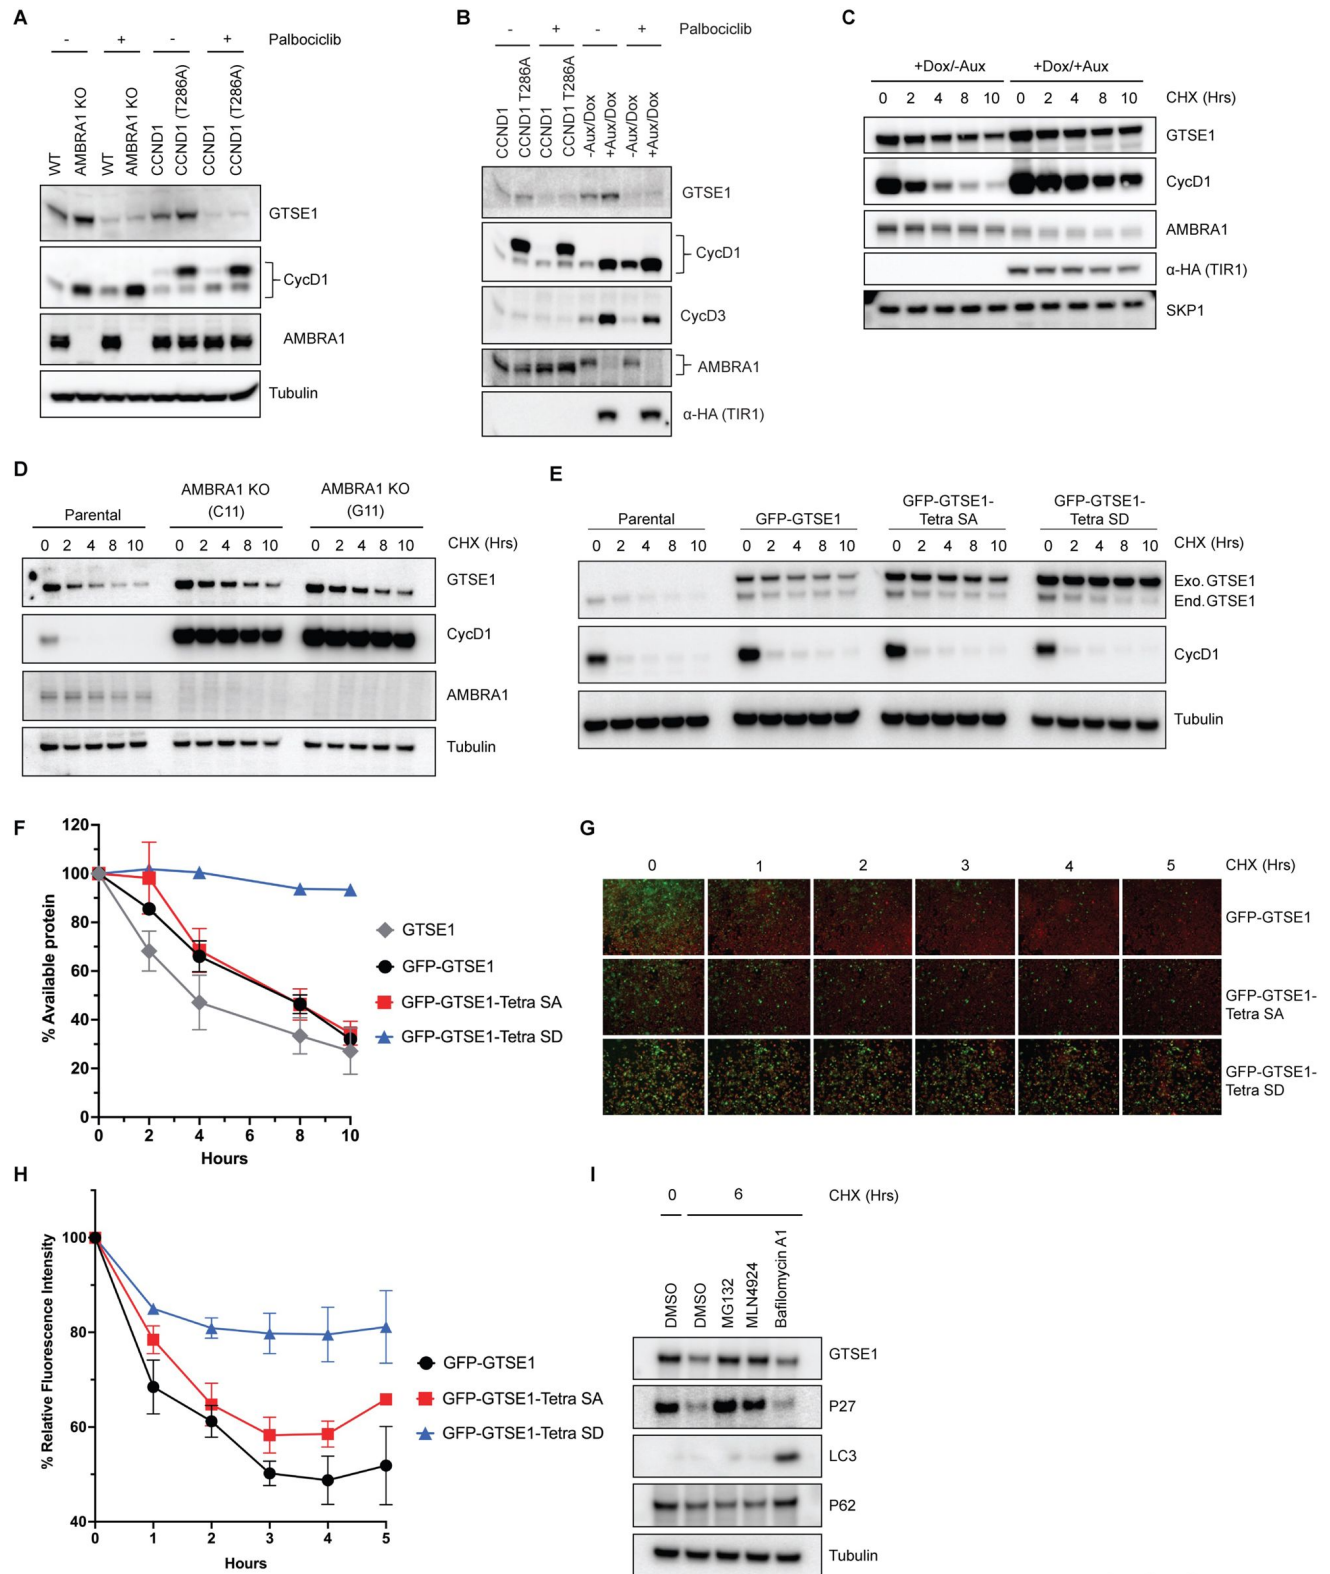 A
- + - + Palbociclib
WT
AMBRA1 KO
WT
AMBRA1 KO
CCND1
CCND1 (T286A)
CCND1
CCND1 (T286A)
GTSE1
CycD1
AMBRA1
Tubulin
B
- + - + Palbociclib
CCND1
CCND1 T286A
CCND1
CCND1 T286A
-Aux/Dox
+Aux/Dox
-Aux/Dox
+Aux/Dox
GTSE1
CycD1
CycD3
AMBRA1
α-HA (TIR1)
C
+Dox/-Aux +Dox/+Aux
0 2 4 8 10 0 2 4 8 10 CHX (Hrs)
GTSE1
CycD1
AMBRA1
α-HA (TIR1)
SKP1
D
Parental
AMBRA1 KO
(C11)
AMBRA1 KO
(G11)
0 2 4 8 10 0 2 4 8 10 0 2 4 8 10 CHX (Hrs)
GTSE1
CycD1
AMBRA1
Tubulin
E
Parental
GFP-GTSE1
GFP-GTSE1-
Tetra SA
GFP-GTSE1-
Tetra SD
0 2 4 8 10 0 2 4 8 10 0 2 4 8 10 0 2 4 8 10
CHX (Hrs)
Exo.GTSE1
End.GTSE1
CycD1
Tubulin
F
% Available protein
120
100
80
60
40
20
0
0 2 4 6 8 10
Hours
GTSE1
GFP-GTSE1
GFP-GTSE1-Tetra SA
GFP-GTSE1-Tetra SD
G
0 1 2 3 4 5 CHX (Hrs)
GFP-GTSE1
GFP-GTSE1-
Tetra SA
GFP-GTSE1-
Tetra SD
H
% Relative Fluorescence Intensity
100
80
60
40
0 1 2 3 4 5
Hours
GFP-GTSE1
GFP-GTSE1-Tetra SA
GFP-GTSE1-Tetra SD
I
0 6 CHX (Hrs)
DMSO
DMSO
MG132
MLN4924
Bafilomycin A1
GTSE1
P27
LC3
P62
Tubulin